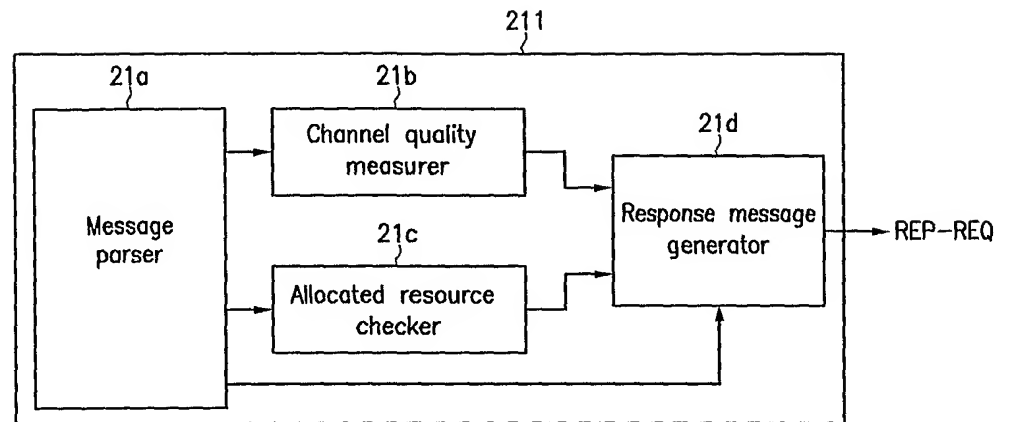 211
21a
21b
Channel quality
measurer
21d
Message
parser
Response message
generator
REP-REQ
21c
Allocated resource
checker